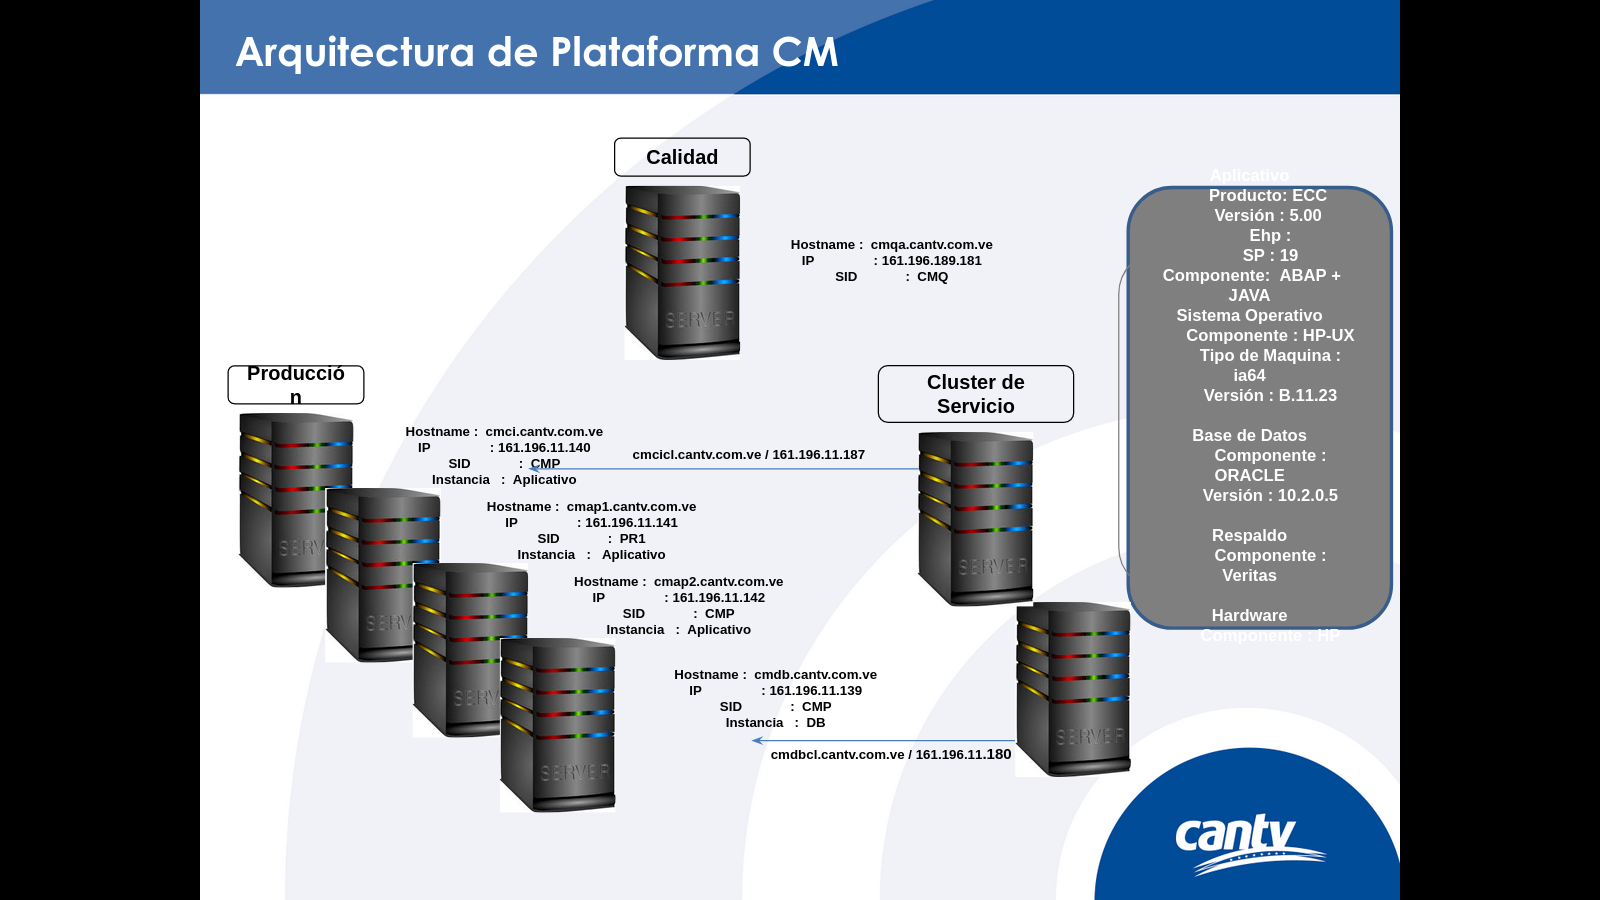 Arquitectura de Plataforma CM
Calidad
Hostname : cmqa.cantv.com.ve
IP : 161.196.189.181
SID : CMQ
SERVER
Producció
n
Hostname : cmci.cantv.com.ve
IP : 161.196.11.140
SID : CMP
Instancia : Aplicativo
SERV
Hostname : cmap1.cantv.com.ve
IP : 161.196.11.141
SID : PR1
Instancia : Aplicativo
SERV
Hostname : cmap2.cantv.com.ve
IP : 161.196.11.142
SID : CMP
Instancia : Aplicativo
SERV
Hostname : cmdb.cantv.com.ve
IP : 161.196.11.139
SID : CMP
Instancia : DB
SERVER
Cluster de
Servicio
cmcicl.cantv.com.ve / 161.196.11.187
SERVER
cmdbcl.cantv.com.ve / 161.196.11.180
SERVER
Aplicativo
Producto: ECC
Versión : 5.00
Ehp :
SP : 19
Componente: ABAP +
JAVA
Sistema Operativo
Componente : HP-UX
Tipo de Maquina :
ia64
Versión : B.11.23
Base de Datos
Componente :
ORACLE
Versión : 10.2.0.5
Respaldo
Componente :
Veritas
Hardware
Componente : HP
cantv